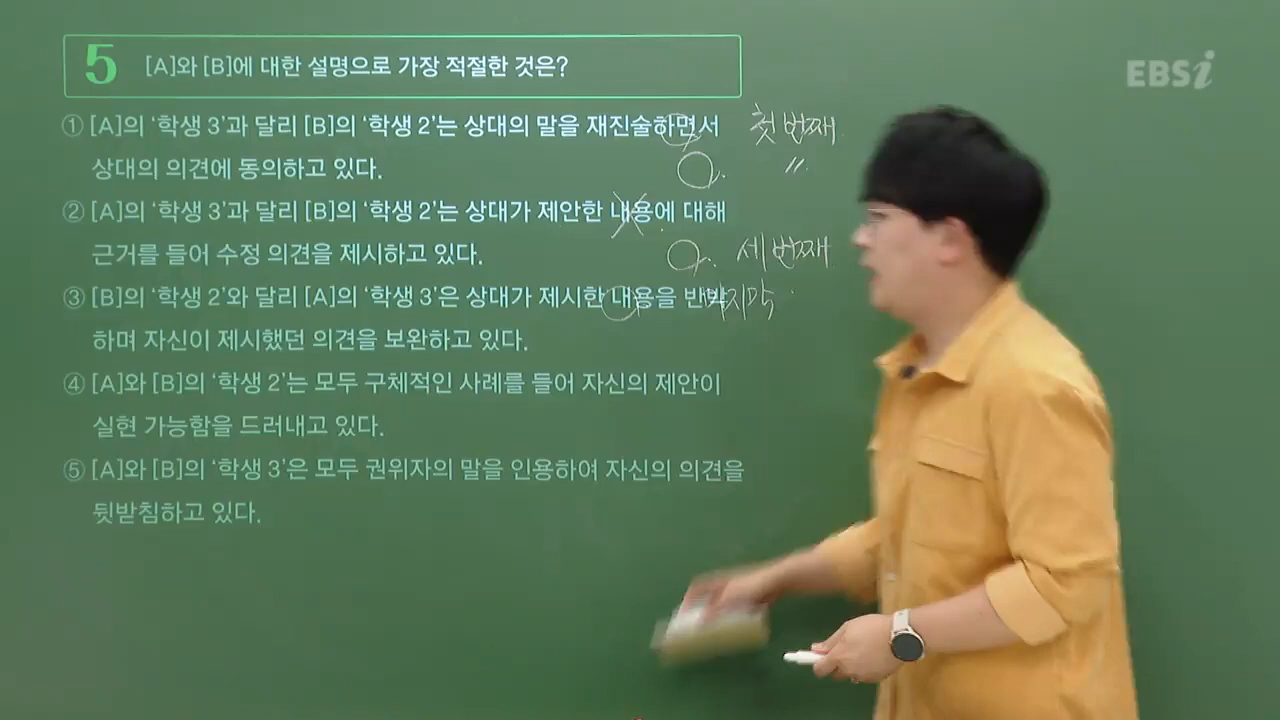 5 [A]와 [B]에 대한 설명으로 가장 적절한 것은?
EBSi
① [A]의 ‘학생 3’과 달리 [B]의 ‘학생 2’는 상대의 말을 재진술하면서
첫 번째
상대의 의견에 동의하고 있다.
〃
② [A]의 ‘학생 3’과 달리 [B]의 ‘학생 2’는 상대가 제안한 내용에 대해
근거를 들어 수정 의견을 제시하고 있다.
세 번째
③ [B]의 ‘학생 2’와 달리 [A]의 ‘학생 3’은 상대가 제시한 내용을 반박
마지막
하며 자신이 제시했던 의견을 보완하고 있다.
④ [A]와 [B]의 ‘학생 2’는 모두 구체적인 사례를 들어 자신의 제안이
실현 가능함을 드러내고 있다.
⑤ [A]와 [B]의 ‘학생 3’은 모두 권위자의 말을 인용하여 자신의 의견을
뒷받침하고 있다.